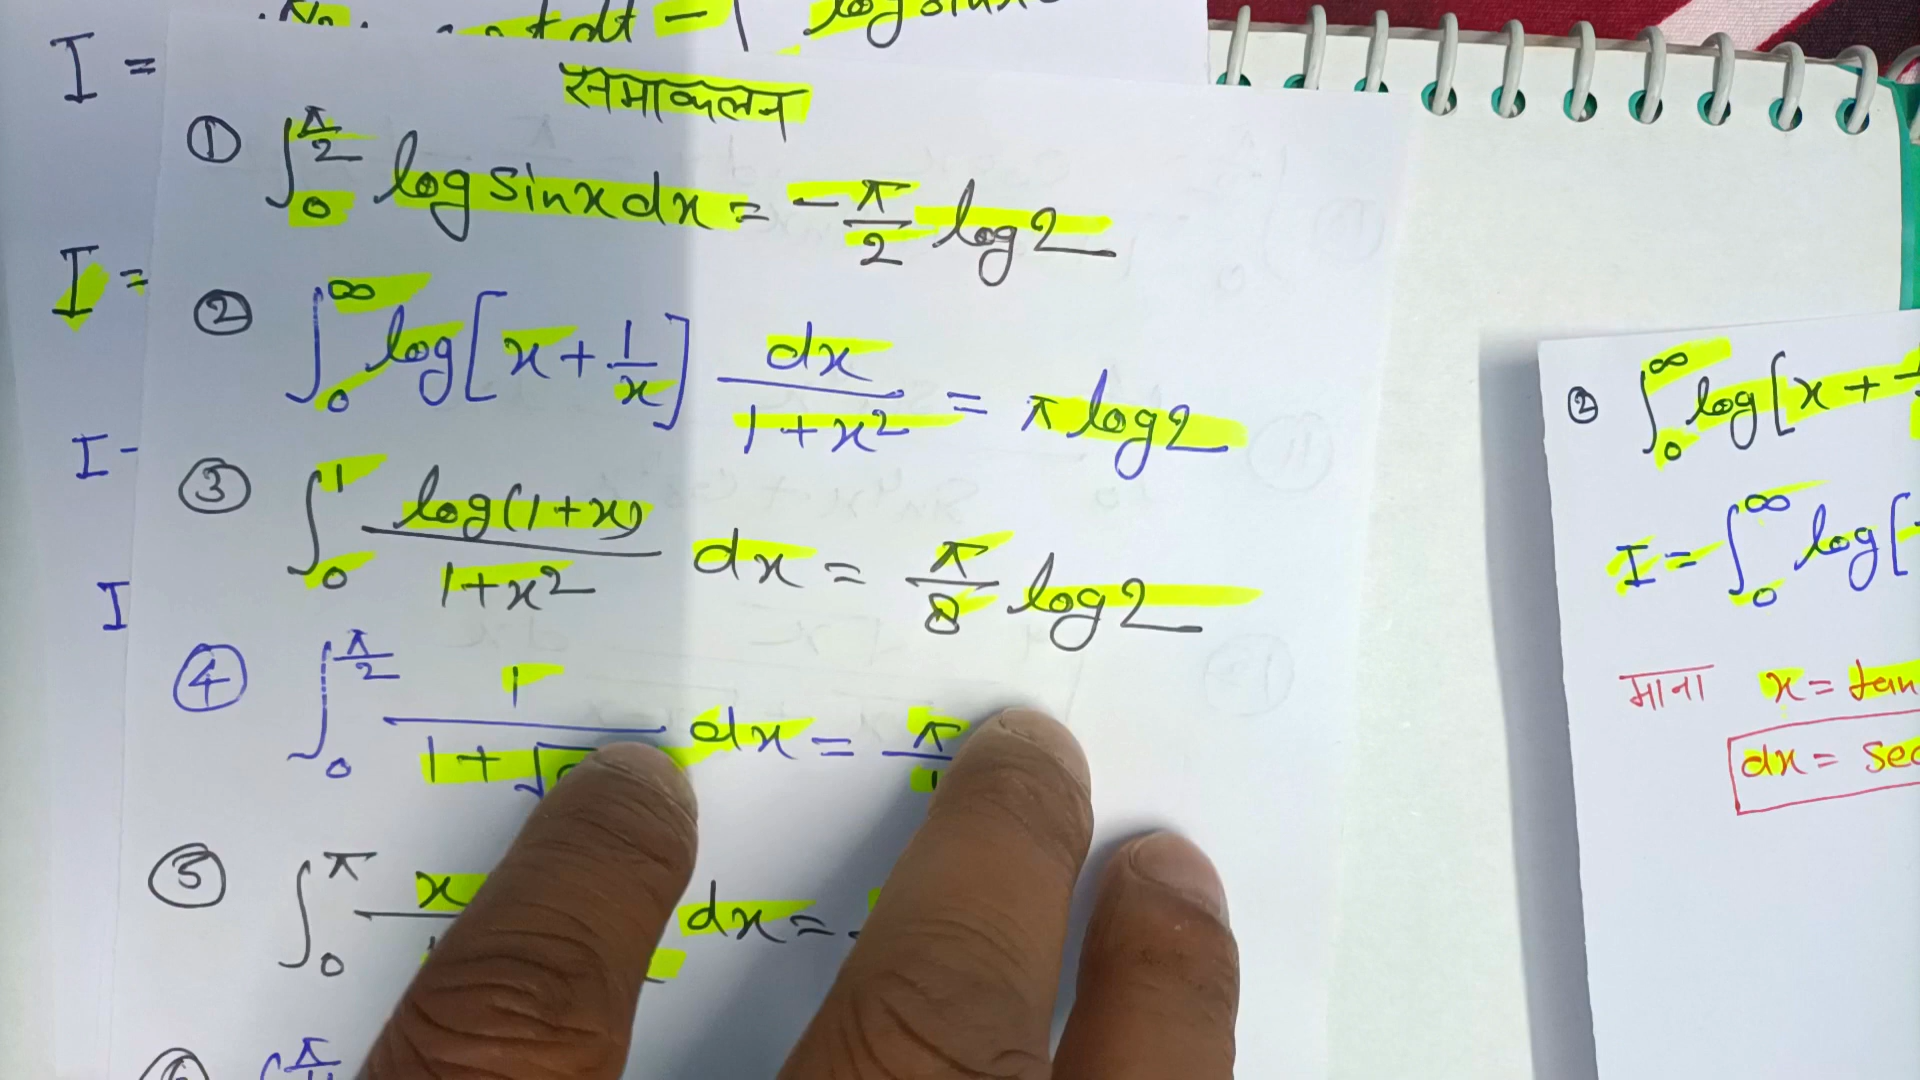 समाकलन
I =
① ∫₀^(π/2) log sinx dx = -π/2 log2
I =
② ∫₀^∞ log[x + 1/x] dx/(1+x²) = π log2
I -
③ ∫₀^1 log(1+x)/(1+x²) dx = π/8 log2
I
④ ∫₀^(π/2) 1/(1+√ dx = π
⑤ ∫₀^π x dx =
② ∫₀^∞ log[x +
I = ∫₀^∞ log[
माना x = tan
dx = sec